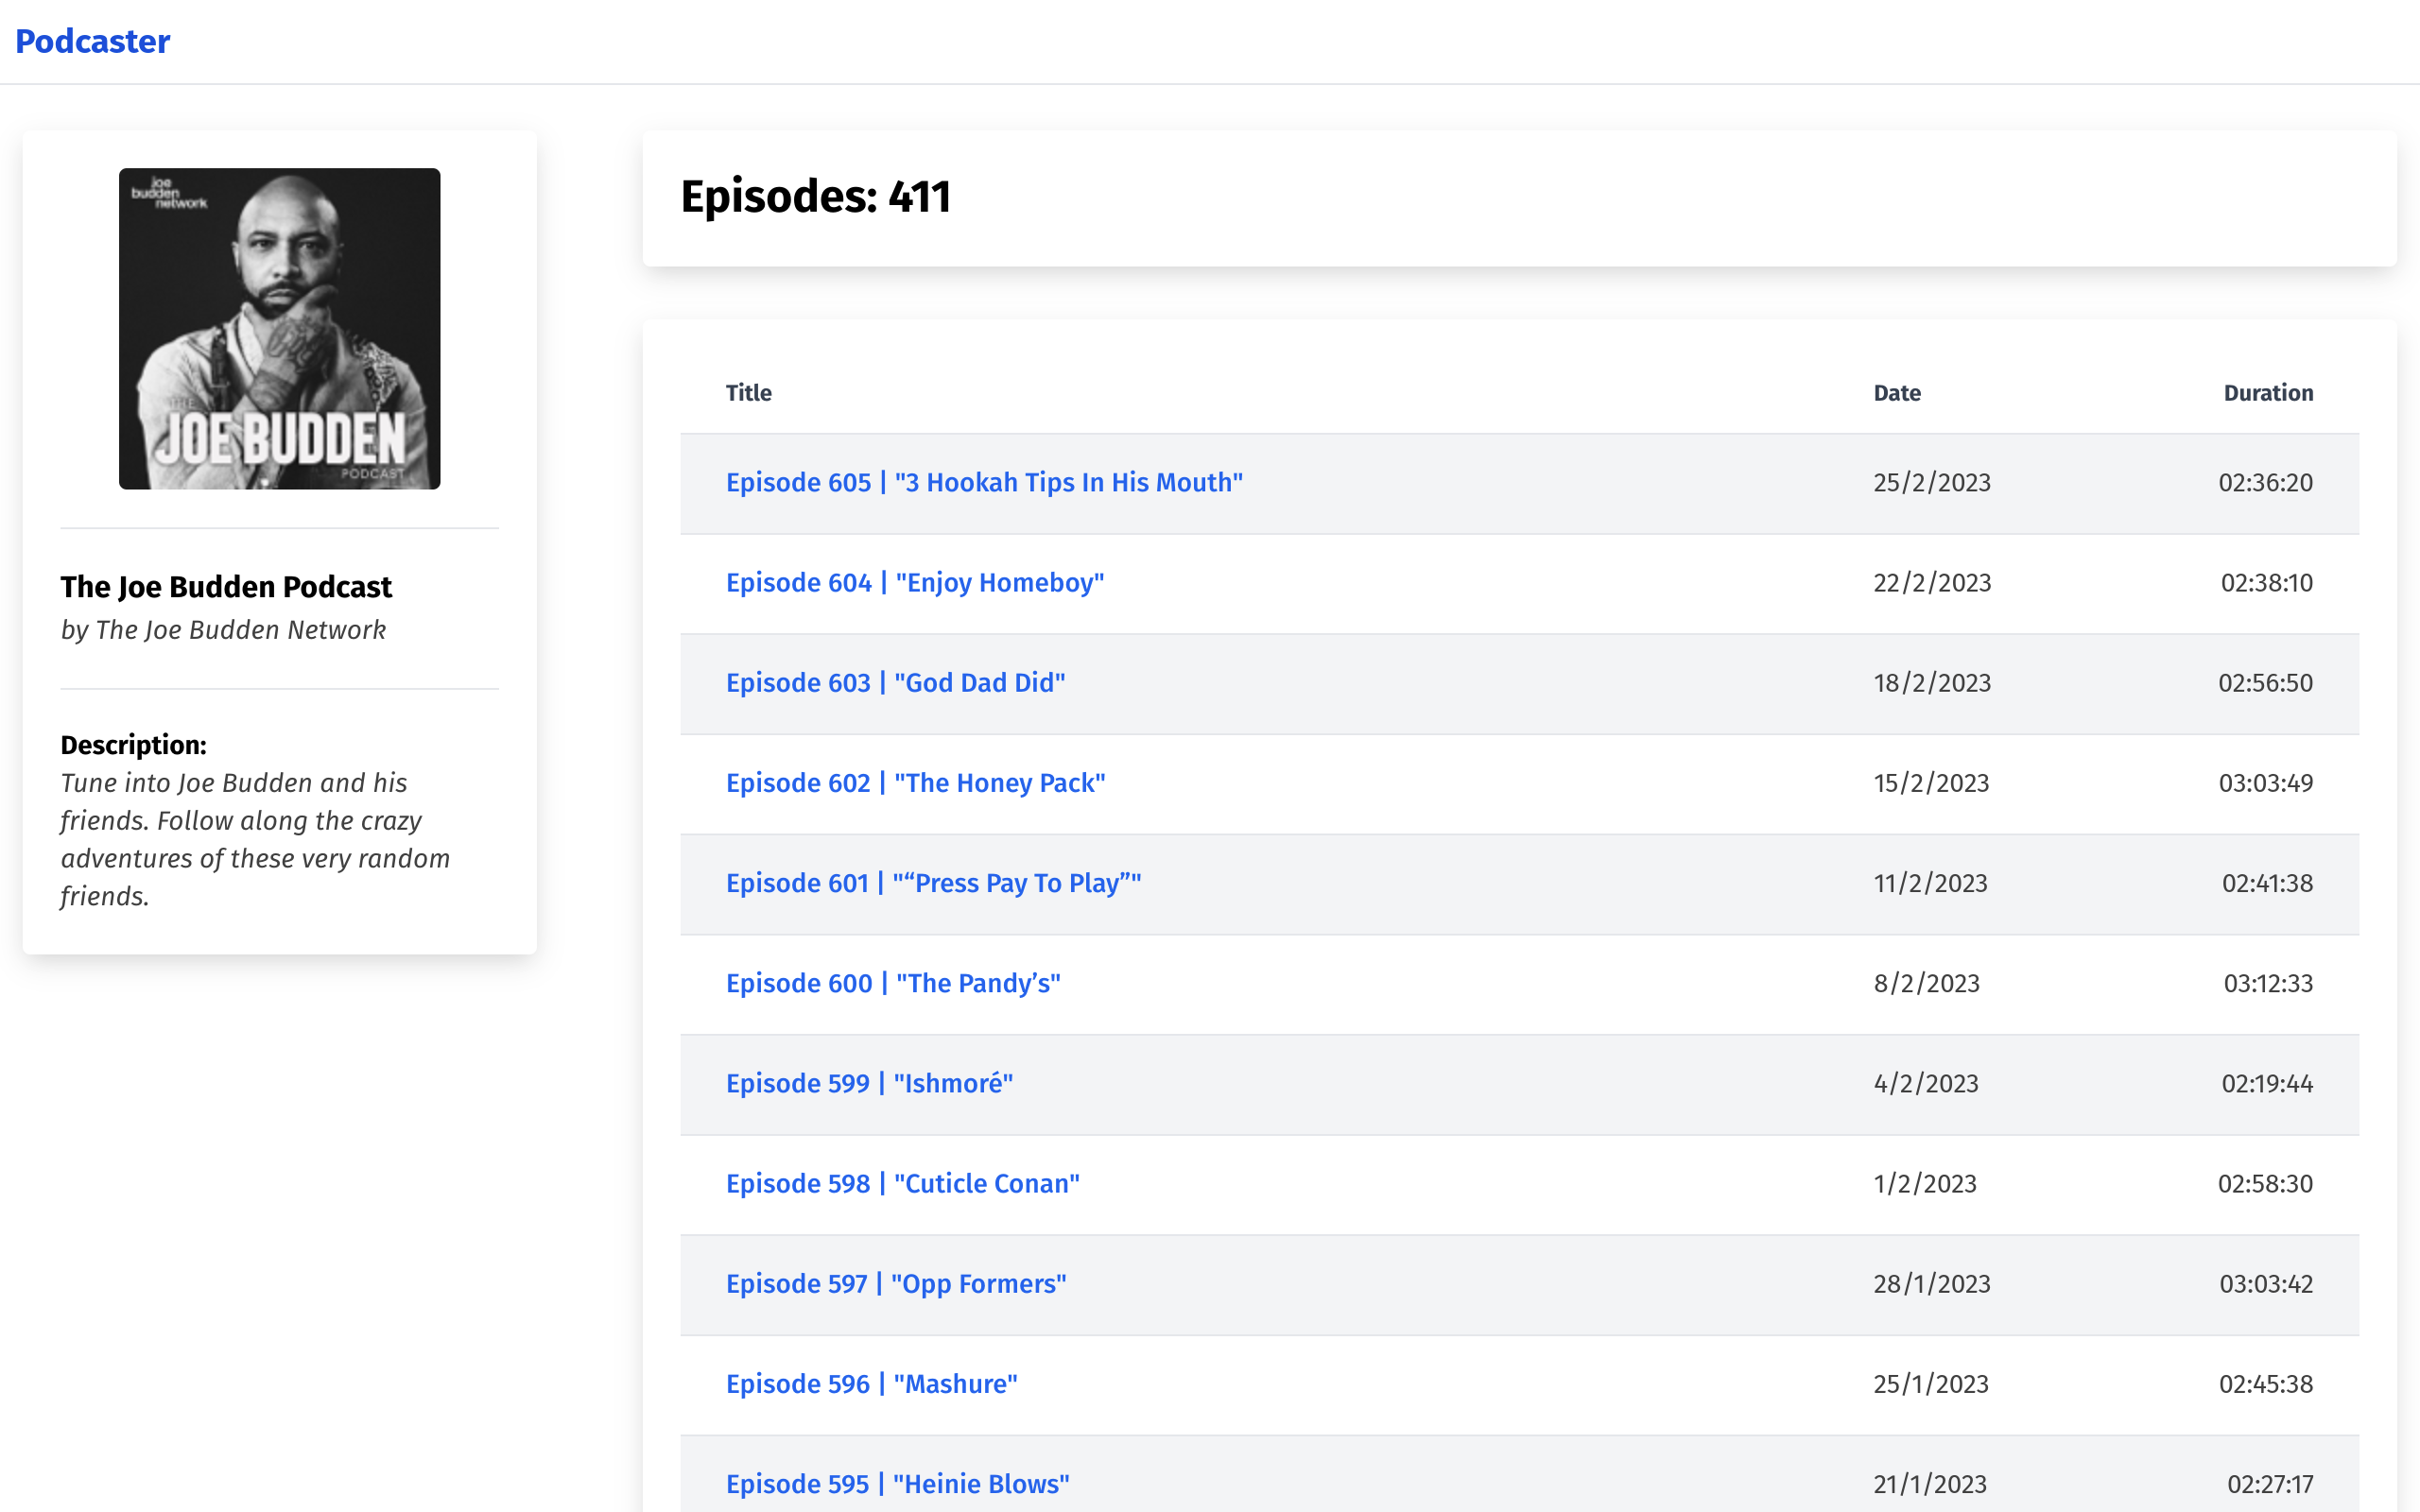 Podcaster
joe
budden
network
THE
JOE BUDDEN
PODCAST
The Joe Budden Podcast
by The Joe Budden Network
Description:
Tune into Joe Budden and his
friends. Follow along the crazy
adventures of these very random
friends.
Episodes: 411
Title Date Duration
Episode 605 | "3 Hookah Tips In His Mouth" 25/2/2023 02:36:20
Episode 604 | "Enjoy Homeboy" 22/2/2023 02:38:10
Episode 603 | "God Dad Did" 18/2/2023 02:56:50
Episode 602 | "The Honey Pack" 15/2/2023 03:03:49
Episode 601 | "“Press Pay To Play”" 11/2/2023 02:41:38
Episode 600 | "The Pandy’s" 8/2/2023 03:12:33
Episode 599 | "Ishmoré" 4/2/2023 02:19:44
Episode 598 | "Cuticle Conan" 1/2/2023 02:58:30
Episode 597 | "Opp Formers" 28/1/2023 03:03:42
Episode 596 | "Mashure" 25/1/2023 02:45:38
Episode 595 | "Heinie Blows" 21/1/2023 02:27:17